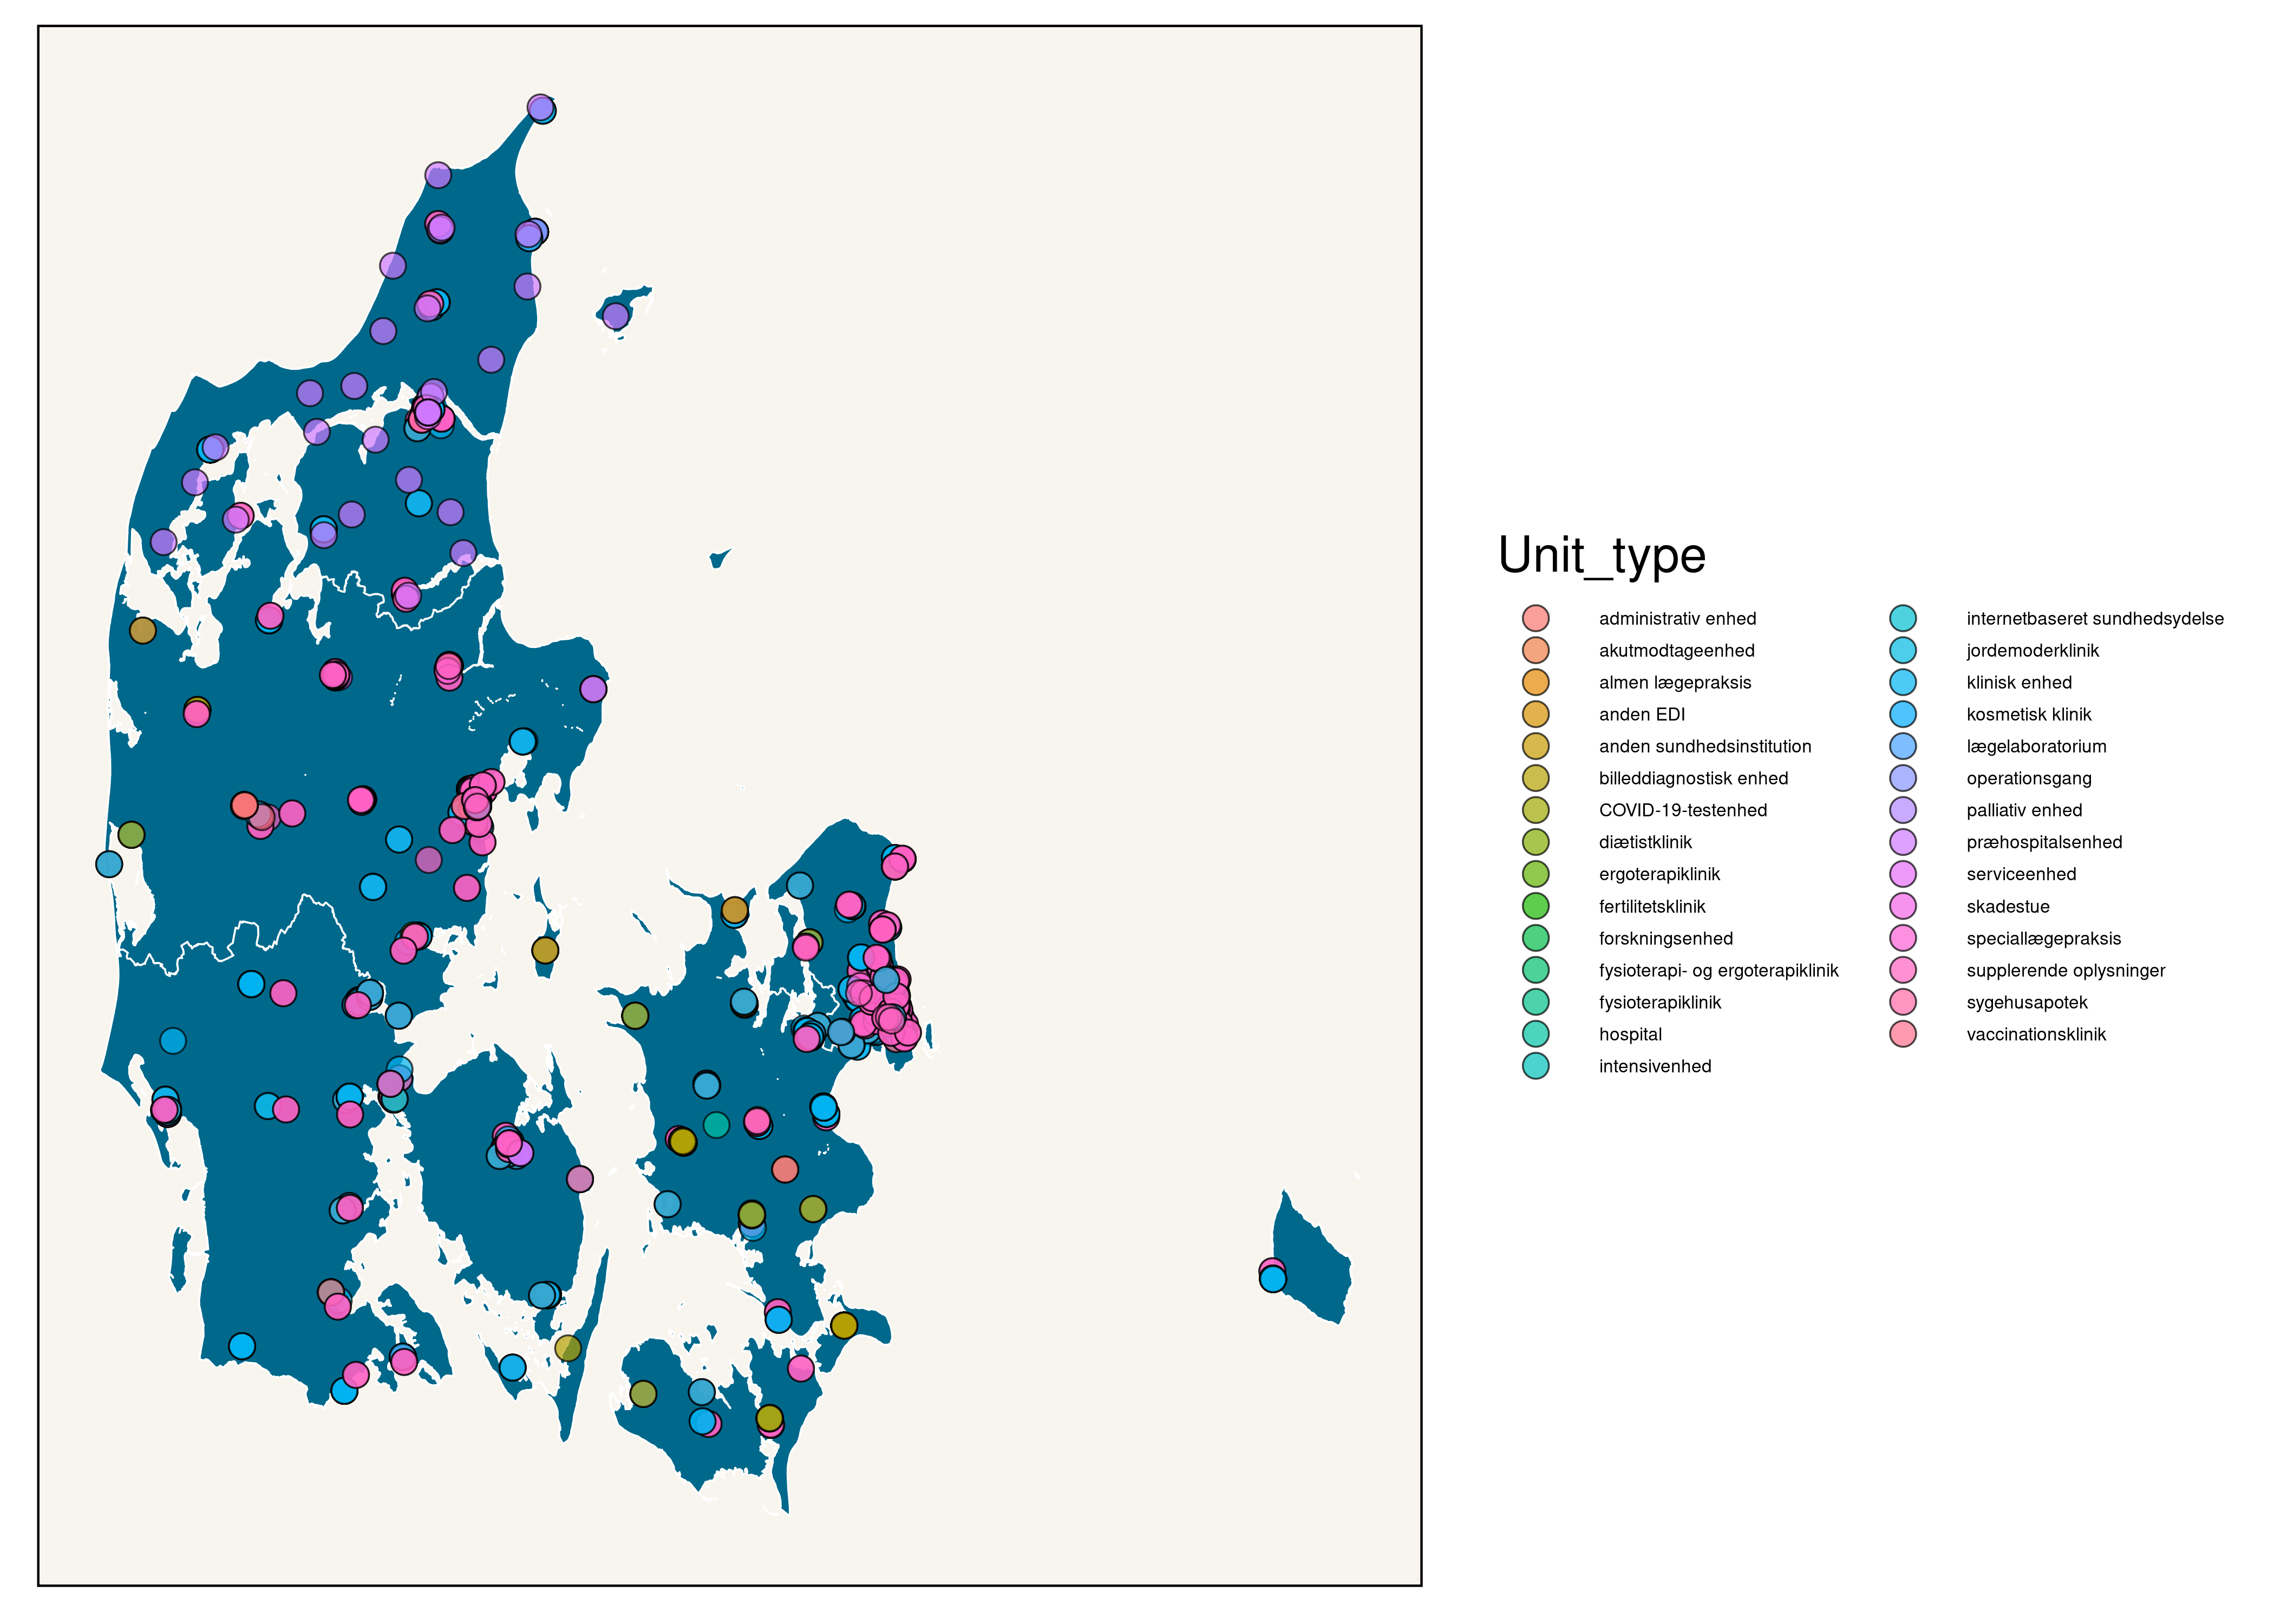 Unit_type
administrativ enhed
akutmodtageenhed
almen lægepraksis
anden EDI
anden sundhedsinstitution
billeddiagnostisk enhed
COVID-19-testenhed
diætistklinik
ergoterapiklinik
fertilitetsklinik
forskningsenhed
fysioterapi- og ergoterapiklinik
fysioterapiklinik
hospital
intensivenhed
internetbaseret sundhedsydelse
jordemoderklinik
klinisk enhed
kosmetisk klinik
lægelaboratorium
operationsgang
palliativ enhed
præhospitalsenhed
serviceenhed
skadestue
speciallægepraksis
supplerende oplysninger
sygehusapotek
vaccinationsklinik